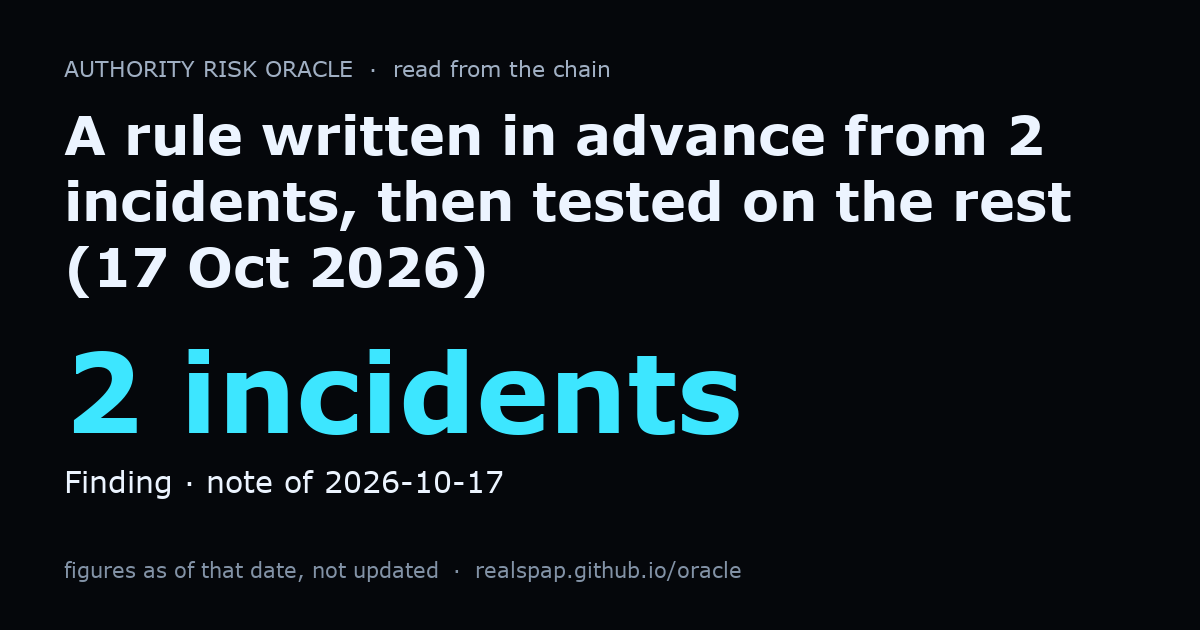 AUTHORITY RISK ORACLE · read from the chain
A rule written in advance from 2
incidents, then tested on the rest
(17 Oct 2026)
2 incidents
Finding · note of 2026-10-17
figures as of that date, not updated · realspap.github.io/oracle